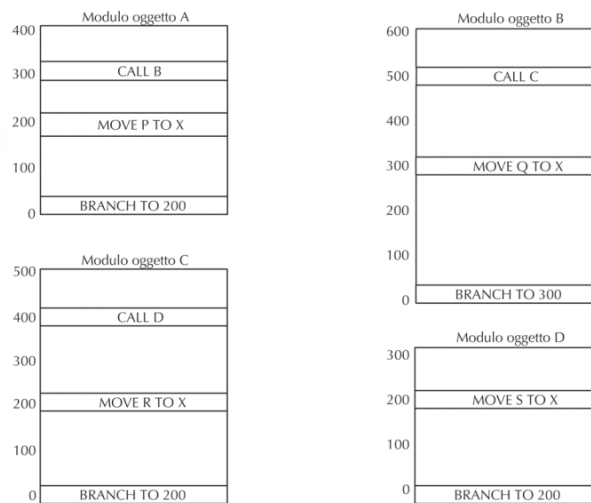 Modulo oggetto A
400
300
CALL B
200
MOVE P TO X
100
0
BRANCH TO 200
Modulo oggetto B
600
500
CALL C
400
300
MOVE Q TO X
200
100
0
BRANCH TO 300
Modulo oggetto C
500
400
CALL D
300
200
MOVE R TO X
100
0
BRANCH TO 200
Modulo oggetto D
300
200
MOVE S TO X
100
0
BRANCH TO 200